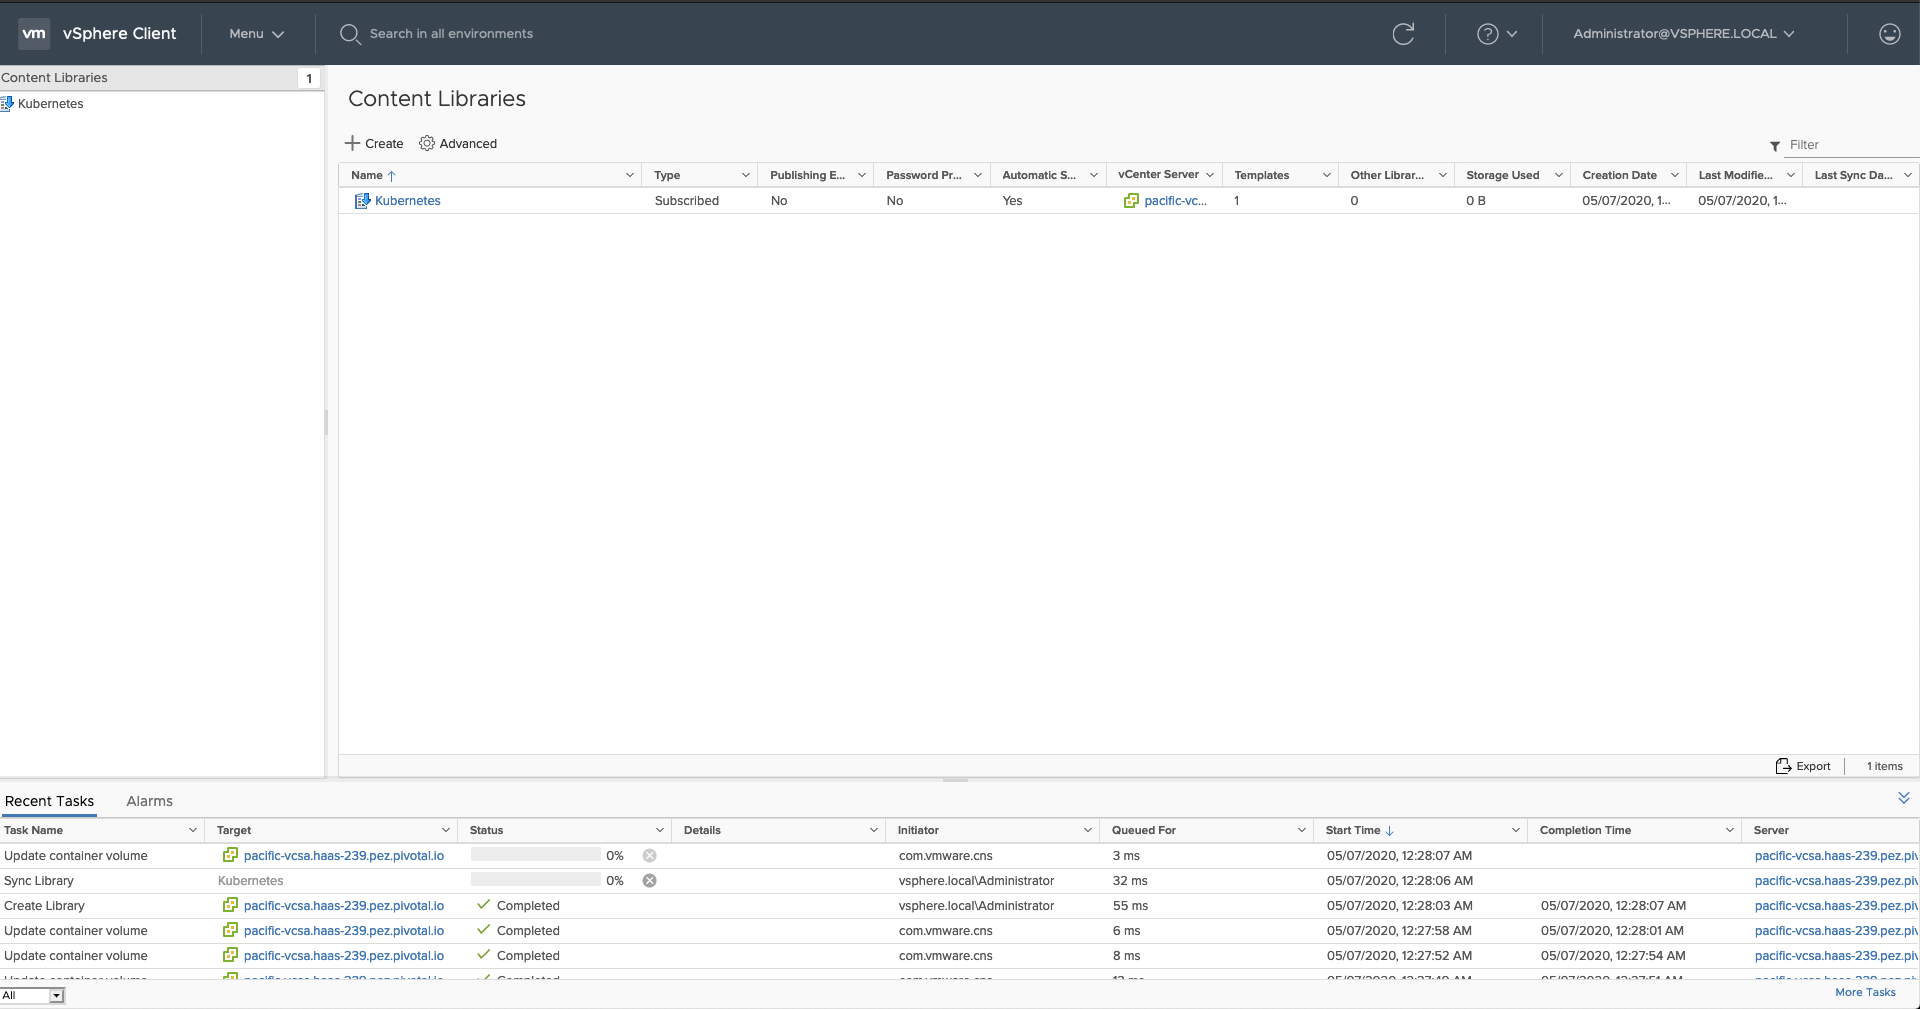 vm vSphere Client Menu Search in all environments ? Administrator@VSPHERE.LOCAL
Content Libraries 1
Kubernetes
Content Libraries
Create Advanced
Filter
Name Type Publishing E... Password Pr... Automatic S... vCenter Server Templates Other Librar... Storage Used Creation Date Last Modifie... Last Sync Da...
Kubernetes Subscribed No No Yes pacific-vc... 1 0 0 B 05/07/2020, 1... 05/07/2020, 1...
Export 1 items
Recent Tasks Alarms
Task Name Target Status Details Initiator Queued For Start Time Completion Time Server
Update container volume pacific-vcsa.haas-239.pez.pivotal.io 0% com.vmware.cns 3 ms 05/07/2020, 12:28:07 AM pacific-vcsa.haas-239.pez.piv
Sync Library Kubernetes 0% vsphere.local\Administrator 32 ms 05/07/2020, 12:28:06 AM pacific-vcsa.haas-239.pez.piv
Create Library pacific-vcsa.haas-239.pez.pivotal.io Completed vsphere.local\Administrator 55 ms 05/07/2020, 12:28:03 AM 05/07/2020, 12:28:07 AM pacific-vcsa.haas-239.pez.piv
Update container volume pacific-vcsa.haas-239.pez.pivotal.io Completed com.vmware.cns 6 ms 05/07/2020, 12:27:58 AM 05/07/2020, 12:28:01 AM pacific-vcsa.haas-239.pez.piv
Update container volume pacific-vcsa.haas-239.pez.pivotal.io Completed com.vmware.cns 8 ms 05/07/2020, 12:27:52 AM 05/07/2020, 12:27:54 AM pacific-vcsa.haas-239.pez.piv
All More Tasks